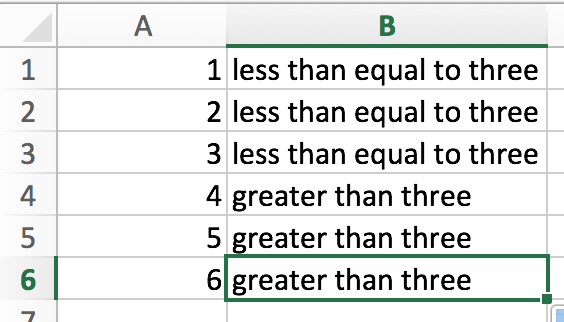 A B
1 1 less than equal to three
2 2 less than equal to three
3 3 less than equal to three
4 4 greater than three
5 5 greater than three
6 6 greater than three
7